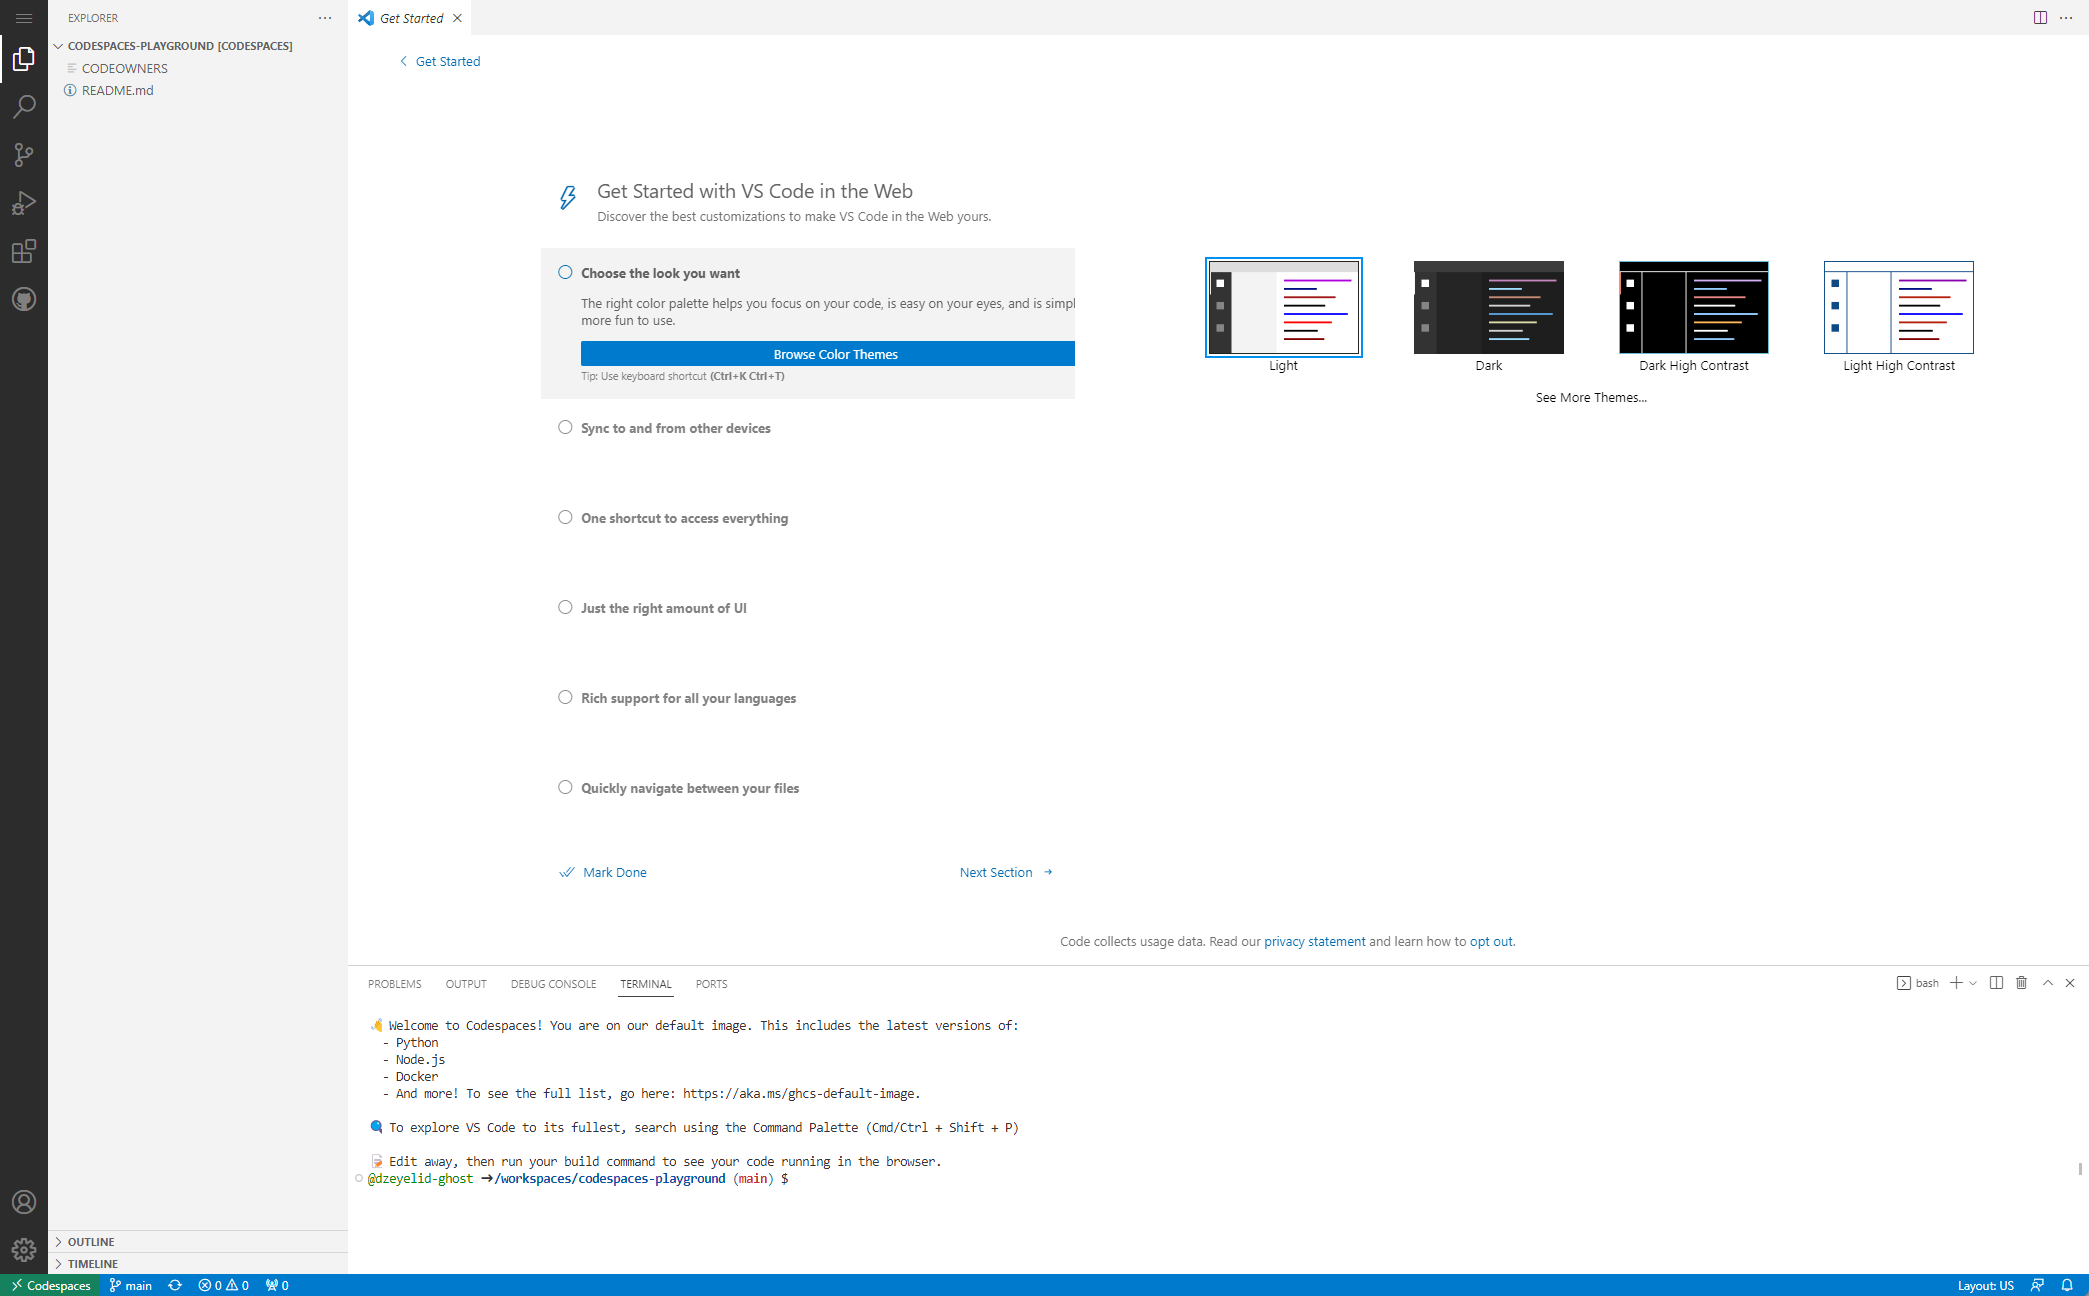 EXPLORER
CODESPACES-PLAYGROUND [CODESPACES]
CODEOWNERS
README.md
OUTLINE
TIMELINE
Get Started
Get Started
Get Started with VS Code in the Web
Discover the best customizations to make VS Code in the Web yours.
Choose the look you want
The right color palette helps you focus on your code, is easy on your eyes, and is simpl
more fun to use.
Browse Color Themes
Tip: Use keyboard shortcut (Ctrl+K Ctrl+T)
Sync to and from other devices
One shortcut to access everything
Just the right amount of UI
Rich support for all your languages
Quickly navigate between your files
Mark Done
Next Section
Light
Dark
Dark High Contrast
Light High Contrast
See More Themes...
Code collects usage data. Read our privacy statement and learn how to opt out.
PROBLEMS OUTPUT DEBUG CONSOLE TERMINAL PORTS
bash
Welcome to Codespaces! You are on our default image. This includes the latest versions of:
- Python
- Node.js
- Docker
- And more! To see the full list, go here: https://aka.ms/ghcs-default-image.
To explore VS Code to its fullest, search using the Command Palette (Cmd/Ctrl + Shift + P)
Edit away, then run your build command to see your code running in the browser.
@dzeyelid-ghost ➜/workspaces/codespaces-playground (main) $
Codespaces main 0 0 0
Layout: US